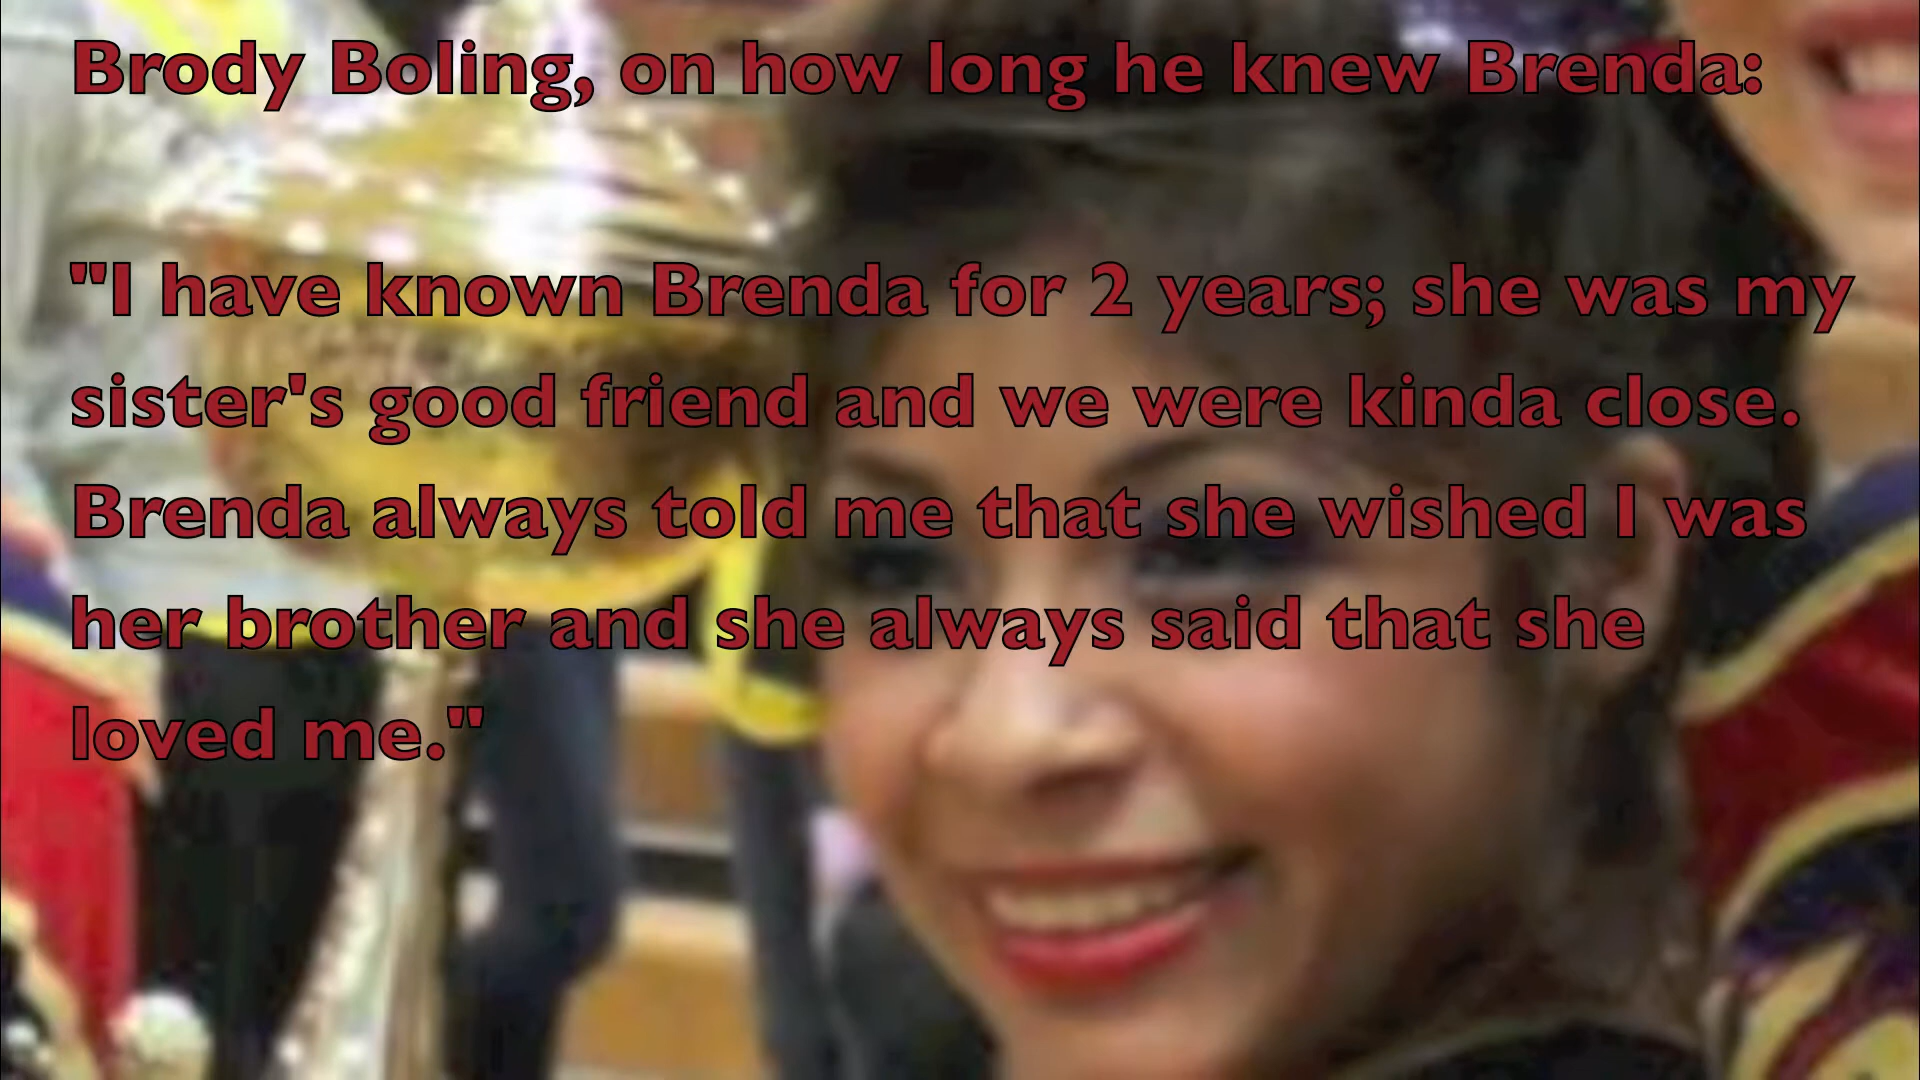 Brody Boling, on how long he knew Brenda:
"I have known Brenda for 2 years; she was my
sister's good friend and we were kinda close.
Brenda always told me that she wished I was
her brother and she always said that she
loved me."